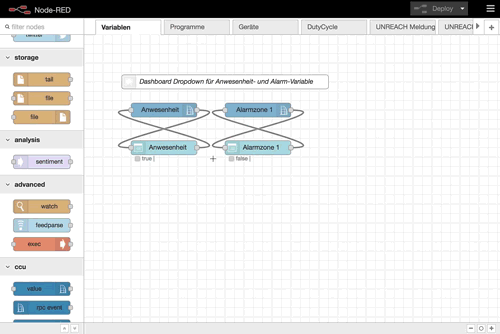 Node-RED
Deploy
filter nodes
Variablen
Programme
Geräte
DutyCycle
UNREACH Meldung
UNREACH
storage
tail
file
file
analysis
sentiment
advanced
watch
feedparse
exec
ccu
value
rpc event
Dashboard Dropdown für Anwesenheit- und Alarm-Variable
Anwesenheit
Alarmzone 1
Anwesenheit
Alarmzone 1
true |
false |